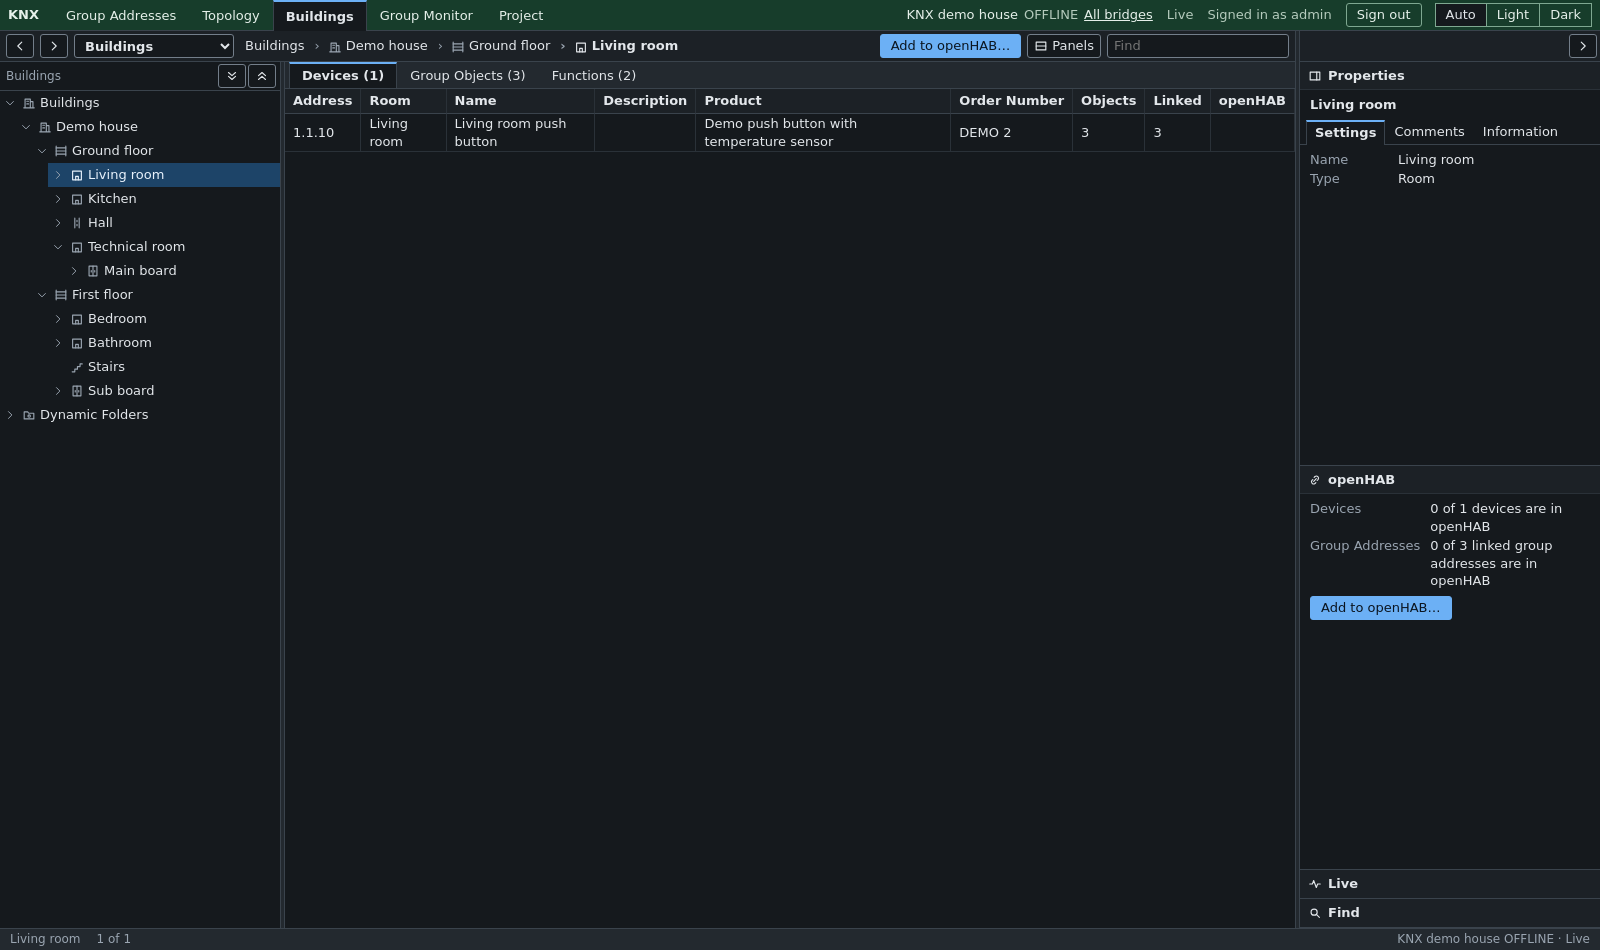 KNX Group Addresses Topology Buildings Group Monitor Project KNX demo house OFFLINE All bridges Live Signed in as admin Sign out Auto Light Dark
Buildings Buildings › Demo house › Ground floor › Living room Add to openHAB... Panels Find
Buildings
Buildings
Demo house
Ground floor
Living room
Kitchen
Hall
Technical room
Main board
First floor
Bedroom
Bathroom
Stairs
Sub board
Dynamic Folders
Devices (1) Group Objects (3) Functions (2)
Address Room Name Description Product Order Number Objects Linked openHAB
1.1.10 Living room Living room push button Demo push button with temperature sensor DEMO 2 3 3
Properties
Living room
Settings Comments Information
Name Living room
Type Room
openHAB
Devices 0 of 1 devices are in
openHAB
Group Addresses 0 of 3 linked group
addresses are in
openHAB
Add to openHAB...
Live
Find
Living room 1 of 1 KNX demo house OFFLINE · Live